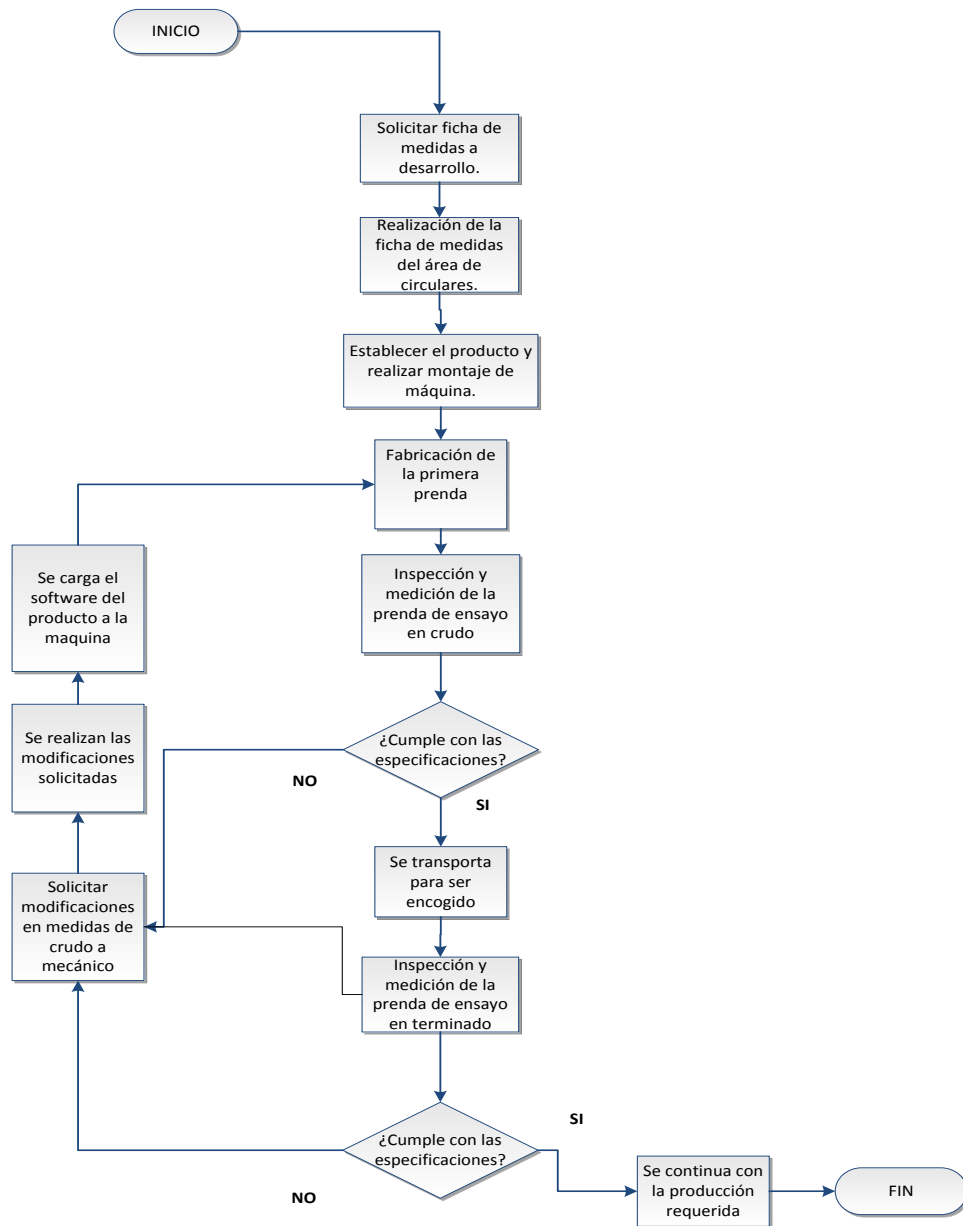 INICIO
Solicitar ficha de
medidas a
desarrollo.
Realización de la
ficha de medidas
del área de
circulares.
Establecer el producto y
realizar montaje de
máquina.
Fabricación de
la primera
prenda
Inspección y
medición de la
prenda de ensayo
en crudo
¿Cumple con las
especificaciones?
NO
SI
Se carga el
software del
producto a la
maquina
Se realizan las
modificaciones
solicitadas
Solicitar
modificaciones
en medidas de
crudo a
mecánico
Se transporta
para ser
encogido
Inspección y
medición de la
prenda de ensayo
en terminado
¿Cumple con las
especificaciones?
SI
NO
Se continua con
la producción
requerida
FIN